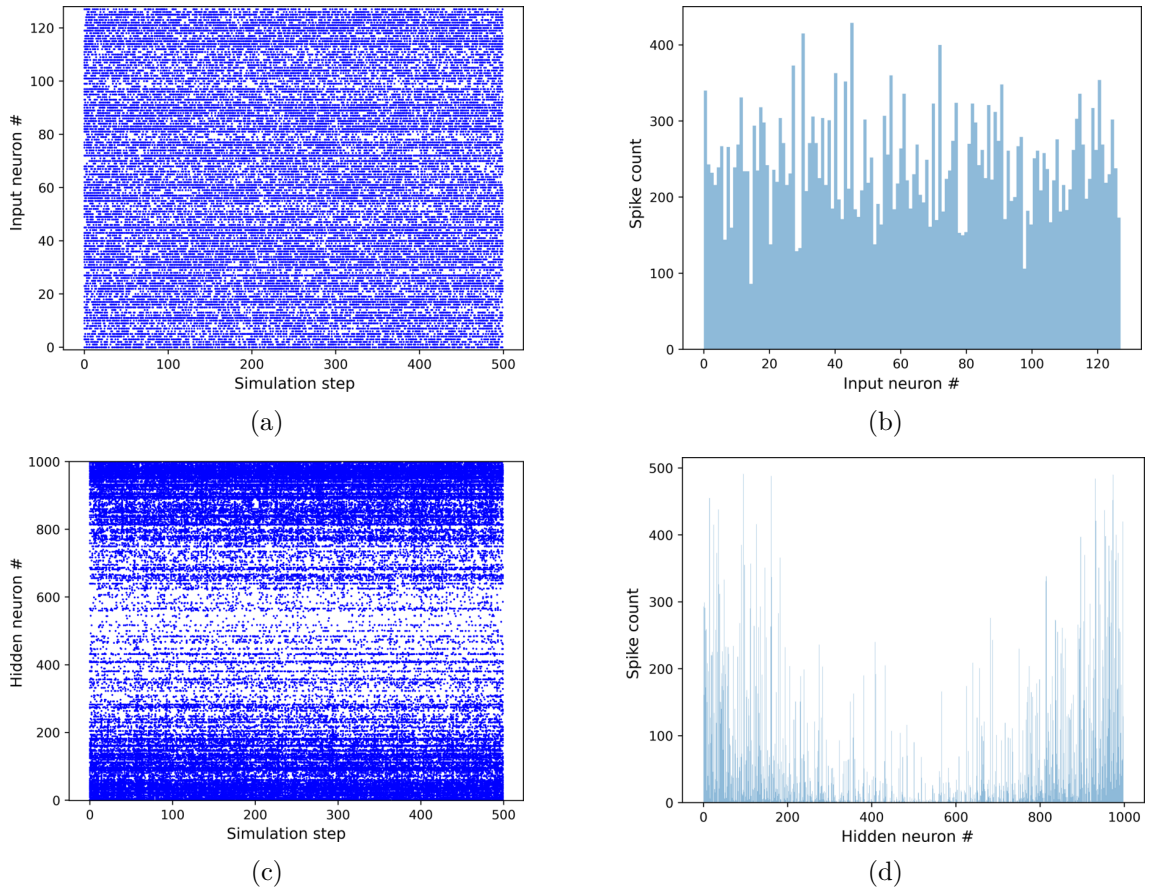 120
100
80
60
40
20
0
Input neuron #
0 100 200 300 400 500
Simulation step
(a)
400
300
200
100
0
Spike count
0 20 40 60 80 100 120
Input neuron #
(b)
1000
800
600
400
200
0
Hidden neuron #
0 100 200 300 400 500
Simulation step
(c)
500
400
300
200
100
0
Spike count
0 200 400 600 800 1000
Hidden neuron #
(d)